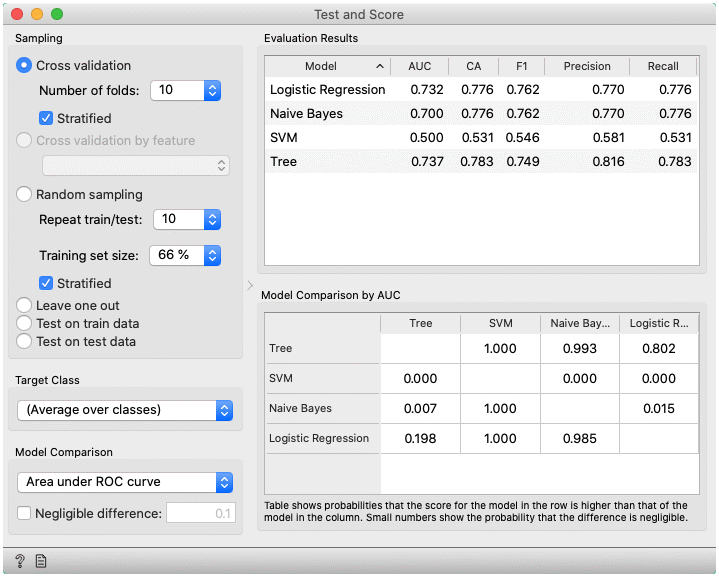 Test and Score
Sampling
Cross validation
Number of folds: 10
Stratified
Cross validation by feature
Random sampling
Repeat train/test: 10
Training set size: 66 %
Stratified
Leave one out
Test on train data
Test on test data
Target Class
(Average over classes)
Model Comparison
Area under ROC curve
Negligible difference: 0.1
Evaluation Results
Model AUC CA F1 Precision Recall
Logistic Regression 0.732 0.776 0.762 0.770 0.776
Naive Bayes 0.700 0.776 0.762 0.770 0.776
SVM 0.500 0.531 0.546 0.581 0.531
Tree 0.737 0.783 0.749 0.816 0.783
Model Comparison by AUC
Tree SVM Naive Bay... Logistic R...
Tree 1.000 0.993 0.802
SVM 0.000 0.000 0.000
Naive Bayes 0.007 1.000 0.015
Logistic Regression 0.198 1.000 0.985
Table shows probabilities that the score for the model in the row is higher than that of the
model in the column. Small numbers show the probability that the difference is negligible.
?